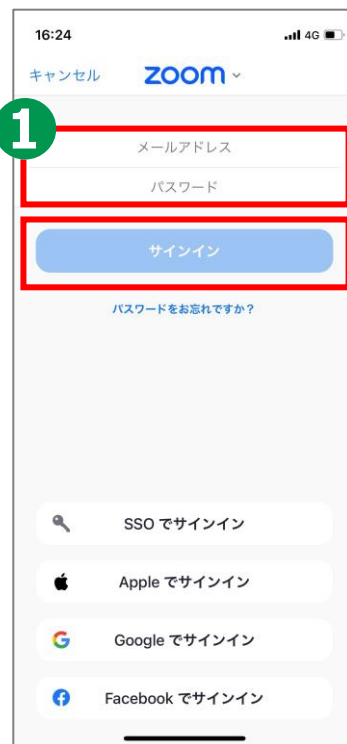 16:24 4G
キャンセル zoom
1
メールアドレス
パスワード
サインイン
パスワードをお忘れですか？
SSO でサインイン
Apple でサインイン
Google でサインイン
Facebook でサインイン